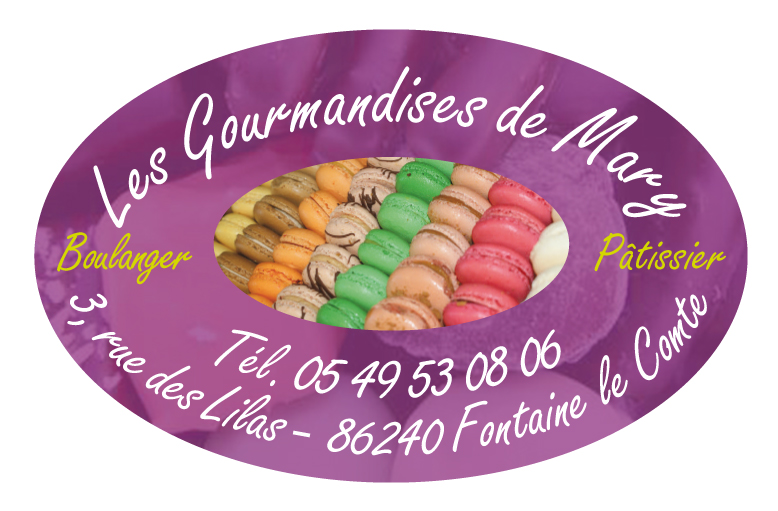 Les Gourmandises de Mary
Boulanger
Pâtissier
Tél. 05 49 53 08 06
3, rue des Lilas - 86240 Fontaine le Comte